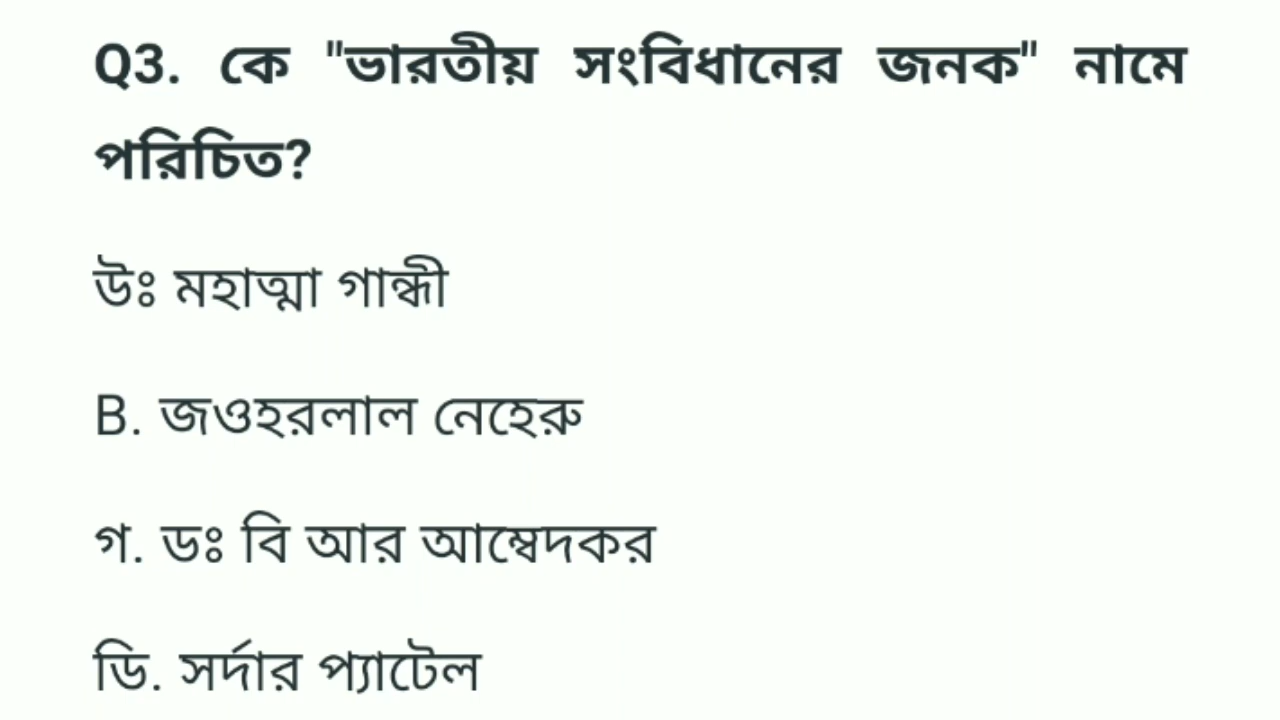 Q3. কে "ভারতীয় সংবিধানের জনক" নামে
পরিচিত?
উঃ মহাত্মা গান্ধী
B. জওহরলাল নেহেরু
গ. ডঃ বি আর আম্বেদকর
ডি. সর্দার প্যাটেল